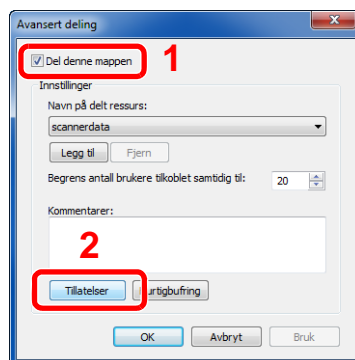 Avansert deling
Del denne mappen
1
Innstillinger
Navn på delt ressurs:
scannerdata
Legg til Fjern
Begrens antall brukere tilkoblet samtidig til: 20
Kommentarer:
2
Tillatelser urtigbufring
OK Avbryt Bruk